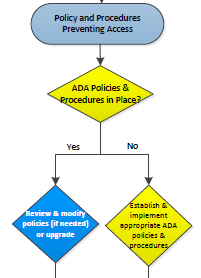 Policy and Procedures
Preventing Access
ADA Policies &
Procedures in Place?
Yes
No
Review & modify
policies (if needed)
or upgrade
Establish &
implement
appropriate ADA
policies &
procedures